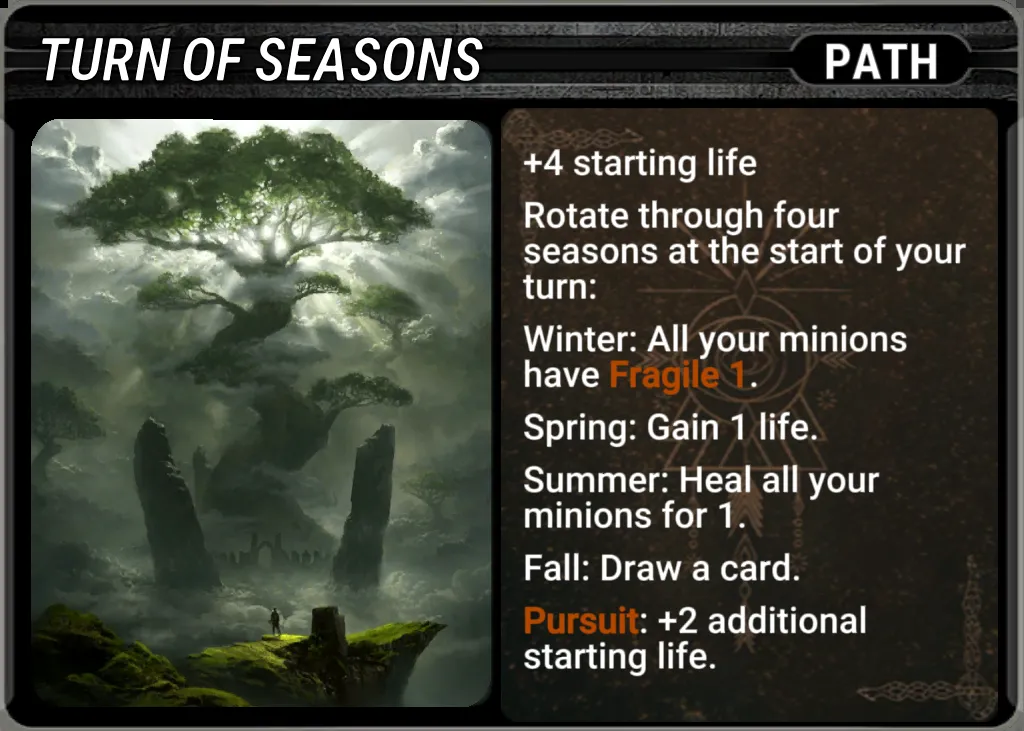 TURN OF SEASONS
PATH
+4 starting life
Rotate through four
seasons at the start of your
turn:
Winter: All your minions
have Fragile 1.
Spring: Gain 1 life.
Summer: Heal all your
minions for 1.
Fall: Draw a card.
Pursuit: +2 additional
starting life.